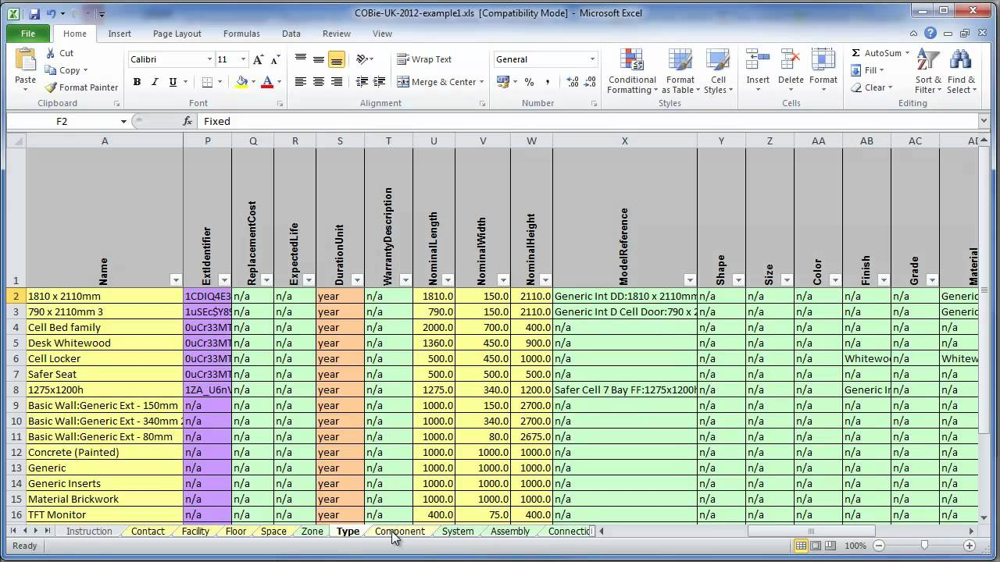 COBie-UK-2012-example1.xls [Compatibility Mode] - Microsoft Excel
File Home Insert Page Layout Formulas Data Review View
Paste Cut Copy Format Painter Clipboard
Calibri 11 B I U Font
Wrap Text Merge & Center Alignment
General % , .00 Number
Conditional Formatting Format as Table Cell Styles Styles
Insert Delete Format Cells
Σ AutoSum Fill Clear Sort & Filter Find & Select Editing
F2 fx Fixed
A P Q R S T U V W X Y Z AA AB AC AD
1 Name ExtIdentifier ReplacementCost ExpectedLife DurationUnit WarrantyDescription NominalLength NominalWidth NominalHeight ModelReference Shape Size Color Finish Grade Material
2 1810 x 2110mm 1CDIQ4E3 n/a n/a year n/a 1810.0 150.0 2110.0 Generic Int DD:1810 x 2110mm n/a n/a n/a n/a n/a Generic
3 790 x 2110mm 3 1uSEc$Y8S n/a n/a year n/a 790.0 150.0 2110.0 Generic Int D Cell Door:790 x 2 n/a n/a n/a n/a n/a Generic
4 Cell Bed family 0uCr33MT n/a n/a year n/a 2000.0 700.0 400.0 n/a n/a n/a n/a n/a n/a n/a
5 Desk Whitewood 0uCr33MT n/a n/a year n/a 1360.0 450.0 900.0 n/a n/a n/a n/a n/a n/a n/a
6 Cell Locker 0uCr33MT n/a n/a year n/a 500.0 450.0 1000.0 n/a n/a n/a n/a Whitewoo n/a Whitew
7 Safer Seat 0uCr33MT n/a n/a year n/a 500.0 500.0 500.0 n/a n/a n/a n/a n/a n/a n/a
8 1275x1200h 1ZA_U6nV n/a n/a year n/a 1275.0 340.0 1200.0 Safer Cell 7 Bay FF:1275x1200h n/a n/a n/a Generic In n/a n/a
9 Basic Wall:Generic Ext - 150mm n/a n/a n/a year n/a 1000.0 150.0 2700.0 n/a n/a n/a n/a n/a n/a n/a
10 Basic Wall:Generic Ext - 340mm 2 n/a n/a n/a year n/a 1000.0 340.0 2700.0 n/a n/a n/a n/a n/a n/a n/a
11 Basic Wall:Generic Ext - 80mm n/a n/a n/a year n/a 1000.0 80.0 2675.0 n/a n/a n/a n/a n/a n/a n/a
12 Concrete (Painted) n/a n/a n/a year n/a 1000.0 1000.0 1000.0 n/a n/a n/a n/a n/a n/a n/a
13 Generic n/a n/a n/a year n/a 1000.0 1000.0 1000.0 n/a n/a n/a n/a n/a n/a n/a
14 Generic Inserts n/a n/a n/a year n/a 1000.0 1000.0 1000.0 n/a n/a n/a n/a n/a n/a n/a
15 Material Brickwork n/a n/a n/a year n/a 1000.0 1000.0 1000.0 n/a n/a n/a n/a n/a n/a n/a
16 TFT Monitor n/a n/a n/a year n/a 400.0 75.0 400.0 n/a n/a n/a n/a n/a n/a n/a
Instruction Contact Facility Floor Space Zone Type Component System Assembly Connectio
Ready 100%